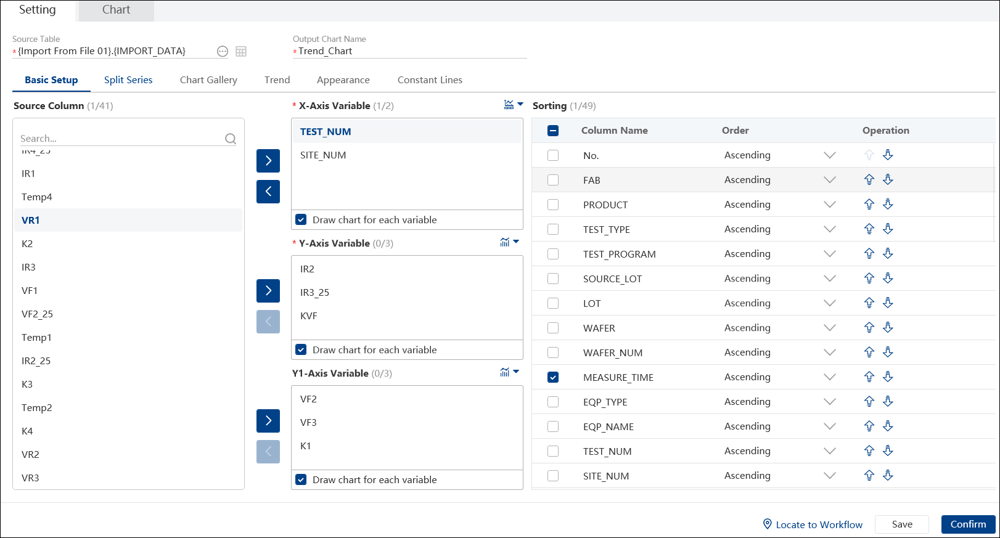 Setting
Chart
Source Table
* {Import From File 01}.{IMPORT_DATA}
Output Chart Name
* Trend_Chart
Basic Setup
Split Series
Chart Gallery
Trend
Appearance
Constant Lines
Source Column (1/41)
Search...
IR4_25
IR1
Temp4
VR1
K2
IR3
VF1
VF2_25
Temp1
IR2_25
K3
Temp2
K4
VR2
VR3
* X-Axis Variable (1/2)
TEST_NUM
SITE_NUM
Draw chart for each variable
* Y-Axis Variable (0/3)
IR2
IR3_25
KVF
Draw chart for each variable
Y1-Axis Variable (0/3)
VF2
VF3
K1
Draw chart for each variable
Sorting (1/49)
Column Name Order Operation
No. Ascending
FAB Ascending
PRODUCT Ascending
TEST_TYPE Ascending
TEST_PROGRAM Ascending
SOURCE_LOT Ascending
LOT Ascending
WAFER Ascending
WAFER_NUM Ascending
MEASURE_TIME Ascending
EQP_TYPE Ascending
EQP_NAME Ascending
TEST_NUM Ascending
SITE_NUM Ascending
Locate to Workflow
Save
Confirm